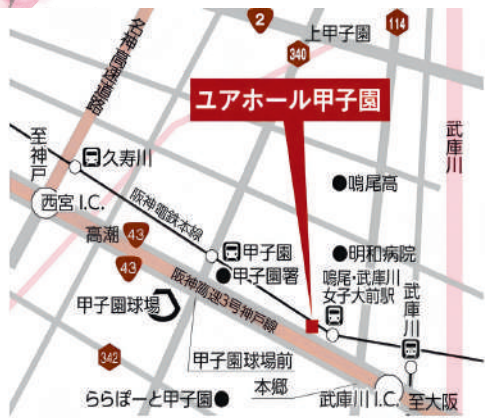 2
上甲子園
114
340
名神高速道路
ユアホール甲子園
武庫川
至神戸
久寿川
鳴尾高
西宮I.C.
阪神電鉄本線
高潮
43
43
甲子園
明和病院
甲子園署
鳴尾・武庫川
女子大前駅
武庫川
阪神高速3号神戸線
甲子園球場
342
甲子園球場前
本郷
ららぽーと甲子園
武庫川I.C.
至大阪